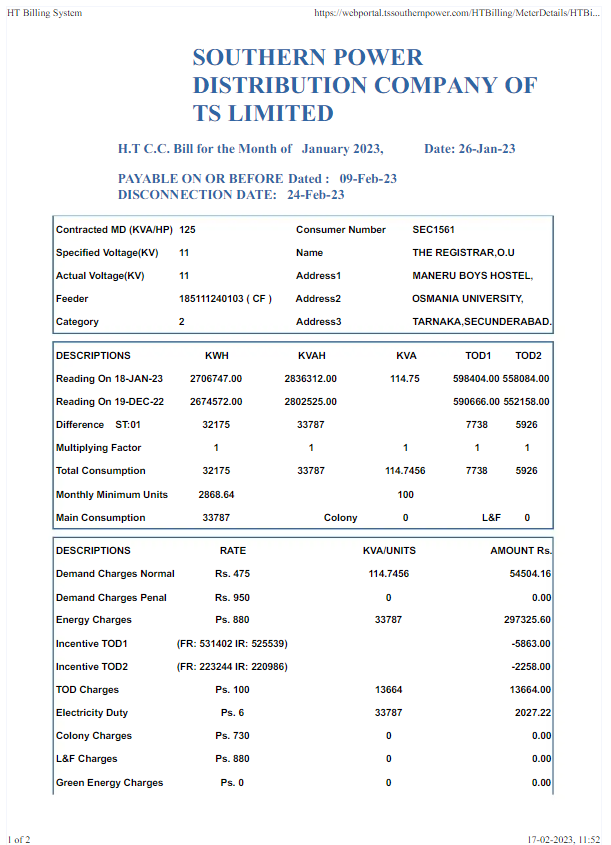 HT Billing System https://webportal.tssouthernpower.com/HTBilling/MeterDetails/HTBi...
SOUTHERN POWER
DISTRIBUTION COMPANY OF
TS LIMITED
H.T C.C. Bill for the Month of January 2023, Date: 26-Jan-23
PAYABLE ON OR BEFORE Dated : 09-Feb-23
DISCONNECTION DATE: 24-Feb-23
Contracted MD (KVA/HP) 125 Consumer Number SEC1561
Specified Voltage(KV) 11 Name THE REGISTRAR,O.U
Actual Voltage(KV) 11 Address1 MANERU BOYS HOSTEL,
Feeder 185111240103 ( CF ) Address2 OSMANIA UNIVERSITY,
Category 2 Address3 TARNAKA,SECUNDERABAD.
DESCRIPTIONS KWH KVAH KVA TOD1 TOD2
Reading On 18-JAN-23 2706747.00 2836312.00 114.75 598404.00 558084.00
Reading On 19-DEC-22 2674572.00 2802525.00 590666.00 552158.00
Difference ST:01 32175 33787 7738 5926
Multiplying Factor 1 1 1 1 1
Total Consumption 32175 33787 114.7456 7738 5926
Monthly Minimum Units 2868.64 100
Main Consumption 33787 Colony 0 L&F 0
DESCRIPTIONS RATE KVA/UNITS AMOUNT Rs.
Demand Charges Normal Rs. 475 114.7456 54504.16
Demand Charges Penal Rs. 950 0 0.00
Energy Charges Ps. 880 33787 297325.60
Incentive TOD1 (FR: 531402 IR: 525539) -5863.00
Incentive TOD2 (FR: 223244 IR: 220986) -2258.00
TOD Charges Ps. 100 13664 13664.00
Electricity Duty Ps. 6 33787 2027.22
Colony Charges Ps. 730 0 0.00
L&F Charges Ps. 880 0 0.00
Green Energy Charges Ps. 0 0 0.00
1 of 2 17-02-2023, 11:52